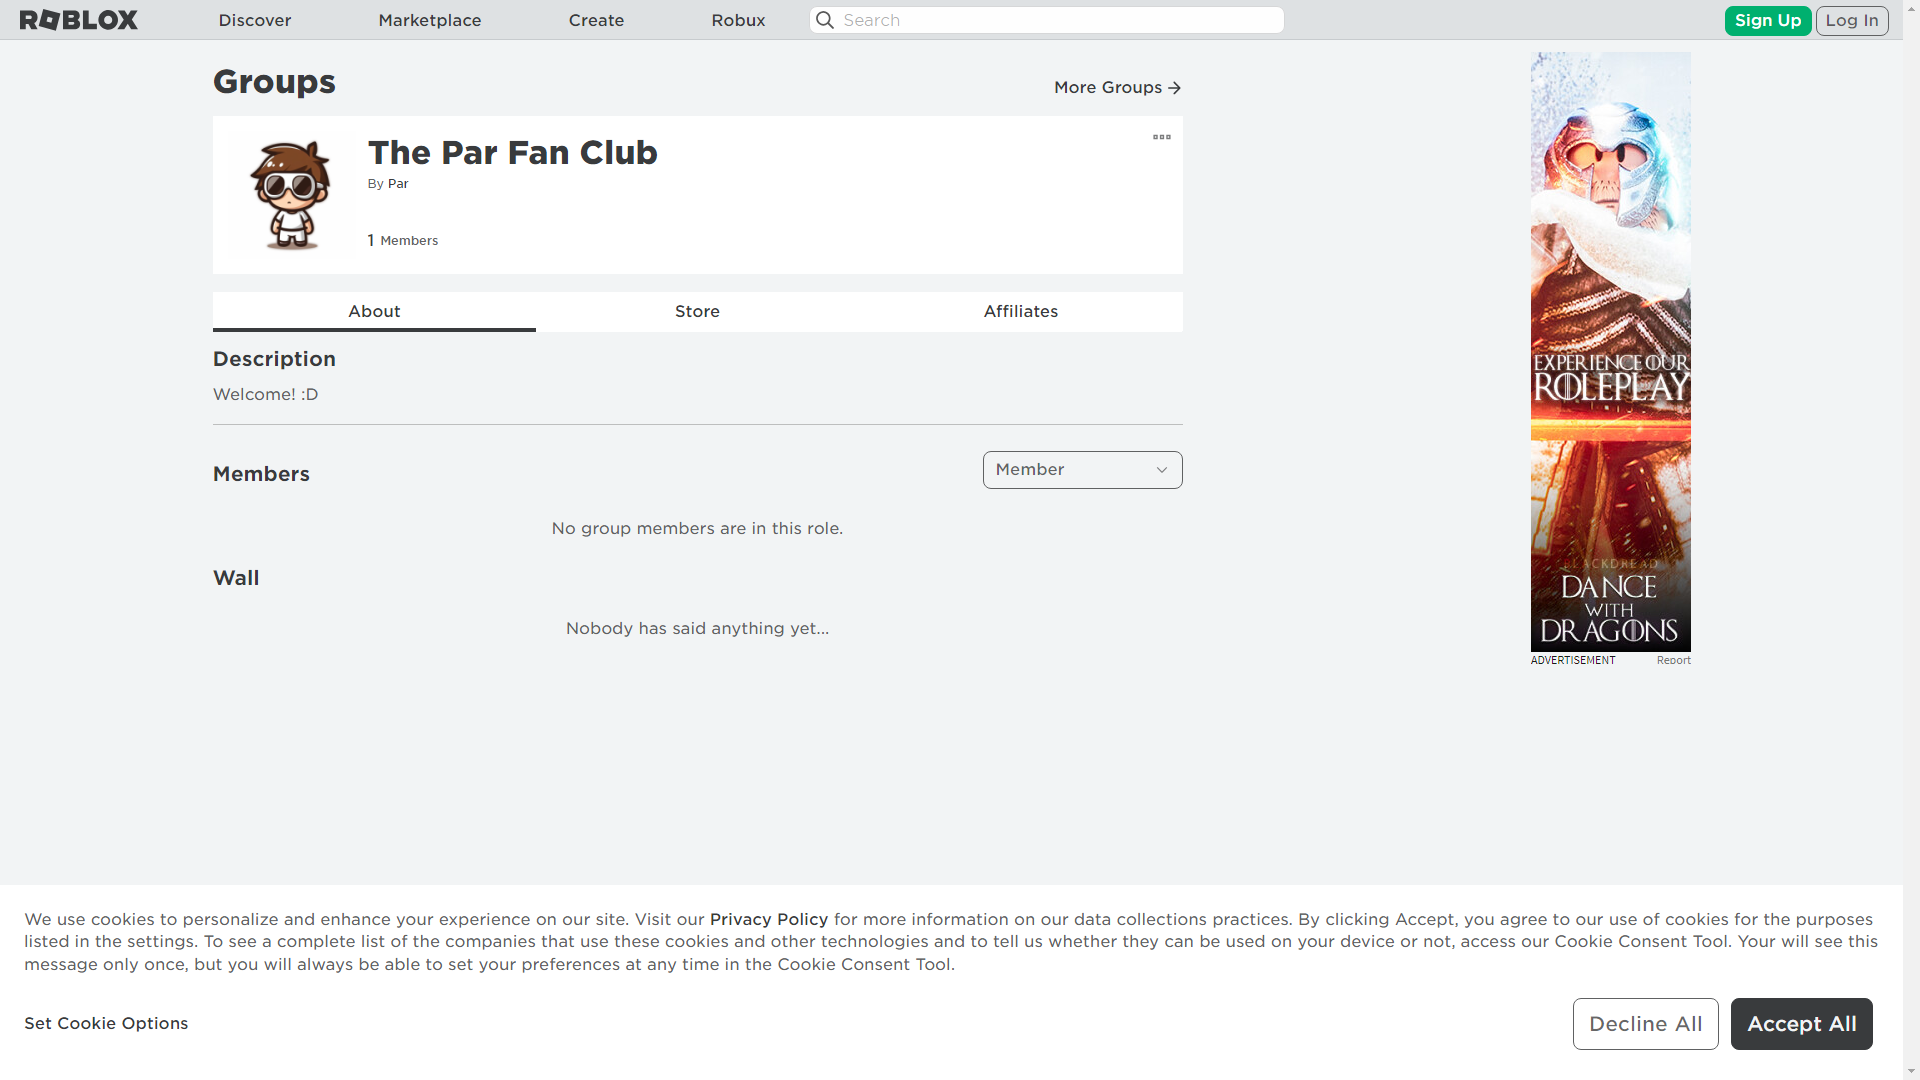 ROBLOX Discover Marketplace Create Robux Search Sign Up Log In
Groups
More Groups
The Par Fan Club
By Par
1 Members
About Store Affiliates
Description
Welcome! :D
Members
Member
No group members are in this role.
Wall
Nobody has said anything yet...
EXPERIENCE OUR
ROLEPLAY
BLACKDREAD
DANCE
WITH
DRAGONS
ADVERTISEMENT Report
We use cookies to personalize and enhance your experience on our site. Visit our Privacy Policy for more information on our data collections practices. By clicking Accept, you agree to our use of cookies for the purposes
listed in the settings. To see a complete list of the companies that use these cookies and other technologies and to tell us whether they can be used on your device or not, access our Cookie Consent Tool. Your will see this
message only once, but you will always be able to set your preferences at any time in the Cookie Consent Tool.
Set Cookie Options
Decline All
Accept All